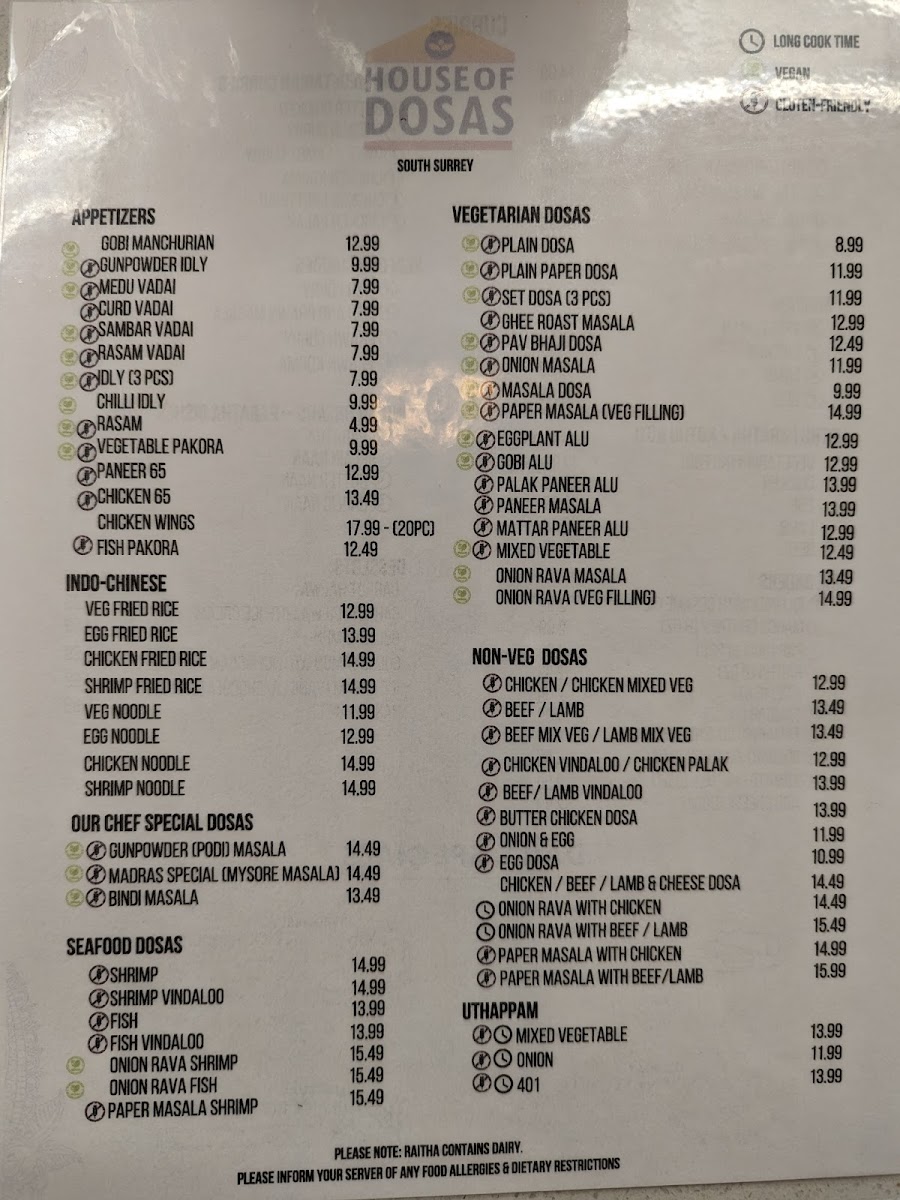 LONG COOK TIME
VEGAN
GLUTEN-FRIENDLY
HOUSE OF
DOSAS
SOUTH SURREY
APPETIZERS
GOBI MANCHURIAN 12.99
GUNPOWDER IDLY 9.99
MEDU VADAI 7.99
CURD VADAI 7.99
SAMBAR VADAI 7.99
RASAM VADAI 7.99
IDLY (3 PCS) 7.99
CHILLI IDLY 9.99
RASAM 4.99
VEGETABLE PAKORA 9.99
PANEER 65 12.99
CHICKEN 65 13.49
CHICKEN WINGS 17.99 - (20PC)
FISH PAKORA 12.49
INDO-CHINESE
VEG FRIED RICE 12.99
EGG FRIED RICE 13.99
CHICKEN FRIED RICE 14.99
SHRIMP FRIED RICE 14.99
VEG NOODLE 11.99
EGG NOODLE 12.99
CHICKEN NOODLE 14.99
SHRIMP NOODLE 14.99
OUR CHEF SPECIAL DOSAS
GUNPOWDER (PODI) MASALA 14.49
MADRAS SPECIAL (MYSORE MASALA) 14.49
BINDI MASALA 13.49
SEAFOOD DOSAS
SHRIMP 14.99
SHRIMP VINDALOO 14.99
FISH 13.99
FISH VINDALOO 13.99
ONION RAVA SHRIMP 15.49
ONION RAVA FISH 15.49
PAPER MASALA SHRIMP 15.49
VEGETARIAN DOSAS
PLAIN DOSA 8.99
PLAIN PAPER DOSA 11.99
SET DOSA (3 PCS) 11.99
GHEE ROAST MASALA 12.99
PAV BHAJI DOSA 12.49
ONION MASALA 11.99
MASALA DOSA 9.99
PAPER MASALA (VEG FILLING) 14.99
EGGPLANT ALU 12.99
GOBI ALU 12.99
PALAK PANEER ALU 13.99
PANEER MASALA 13.99
MATTAR PANEER ALU 12.99
MIXED VEGETABLE 12.49
ONION RAVA MASALA 13.49
ONION RAVA (VEG FILLING) 14.99
NON-VEG DOSAS
CHICKEN / CHICKEN MIXED VEG 12.99
BEEF / LAMB 13.49
BEEF MIX VEG / LAMB MIX VEG 13.49
CHICKEN VINDALOO / CHICKEN PALAK 12.99
BEEF/ LAMB VINDALOO 13.99
BUTTER CHICKEN DOSA 13.99
ONION & EGG 11.99
EGG DOSA 10.99
CHICKEN / BEEF / LAMB & CHEESE DOSA 14.49
ONION RAVA WITH CHICKEN 14.49
ONION RAVA WITH BEEF / LAMB 15.49
PAPER MASALA WITH CHICKEN 14.99
PAPER MASALA WITH BEEF/LAMB 15.99
UTHAPPAM
MIXED VEGETABLE 13.99
ONION 11.99
401 13.99
PLEASE NOTE: RAITHA CONTAINS DAIRY.
PLEASE INFORM YOUR SERVER OF ANY FOOD ALLERGIES & DIETARY RESTRICTIONS